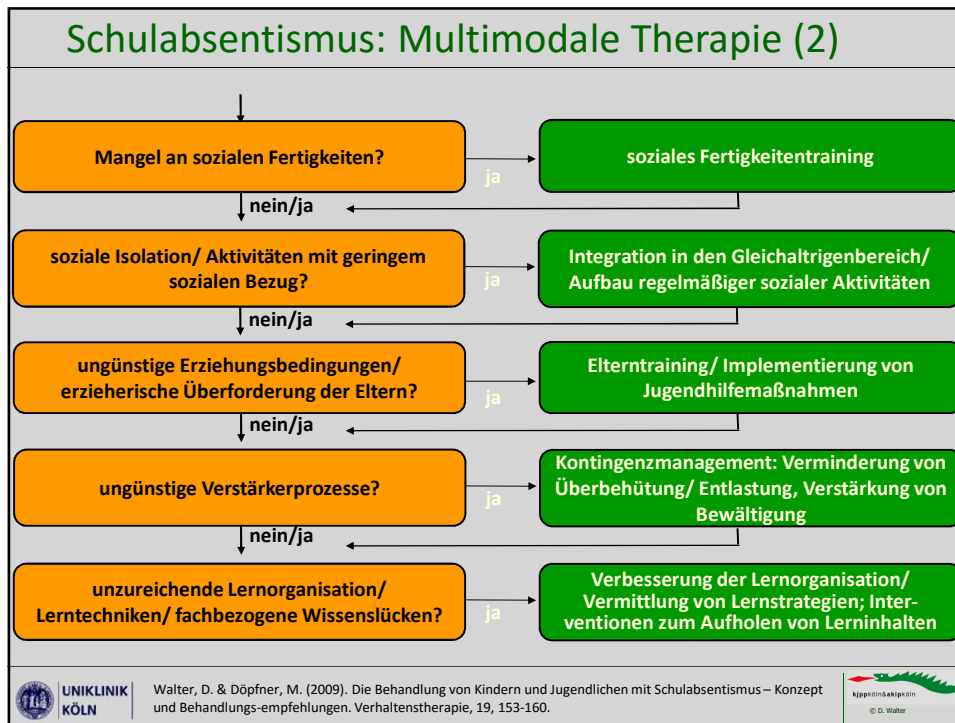 Schulabsentismus: Multimodale Therapie (2)
Mangel an sozialen Fertigkeiten?
ja
soziales Fertigkeitentraining
nein/ja
soziale Isolation/ Aktivitäten mit geringem
sozialen Bezug?
ja
Integration in den Gleichaltrigenbereich/
Aufbau regelmäßiger sozialer Aktivitäten
nein/ja
ungünstige Erziehungsbedingungen/
erzieherische Überforderung der Eltern?
ja
Elterntraining/ Implementierung von
Jugendhilfemaßnahmen
nein/ja
ungünstige Verstärkerprozesse?
ja
Kontingenzmanagement: Verminderung von
Überbehütung/ Entlastung, Verstärkung von
Bewältigung
nein/ja
unzureichende Lernorganisation/
Lerntechniken/ fachbezogene Wissenslücken?
ja
Verbesserung der Lernorganisation/
Vermittlung von Lernstrategien; Inter-
ventionen zum Aufholen von Lerninhalten
UNIKLINIK
KÖLN
Walter, D. & Döpfner, M. (2009). Die Behandlung von Kindern und Jugendlichen mit Schulabsentismus – Konzept
und Behandlungs-empfehlungen. Verhaltenstherapie, 19, 153-160.
kjppköln&akipköln
© D. Walter